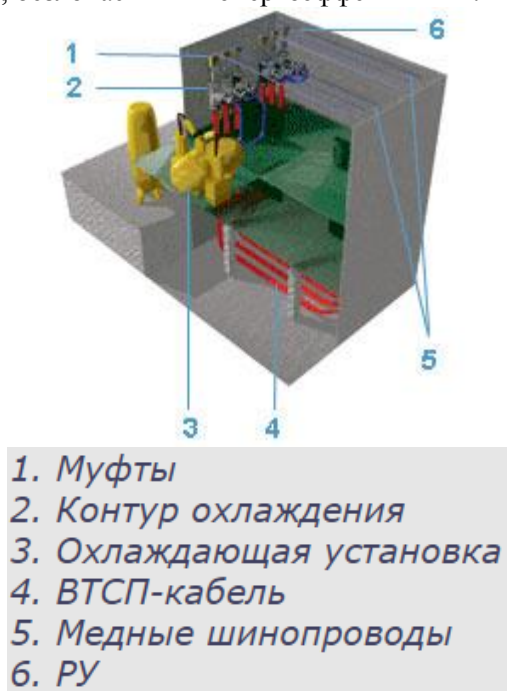 1
2
6
5
3
4
1. Муфты
2. Контур охлаждения
3. Охлаждающая установка
4. ВТСП-кабель
5. Медные шинопроводы
6. РУ